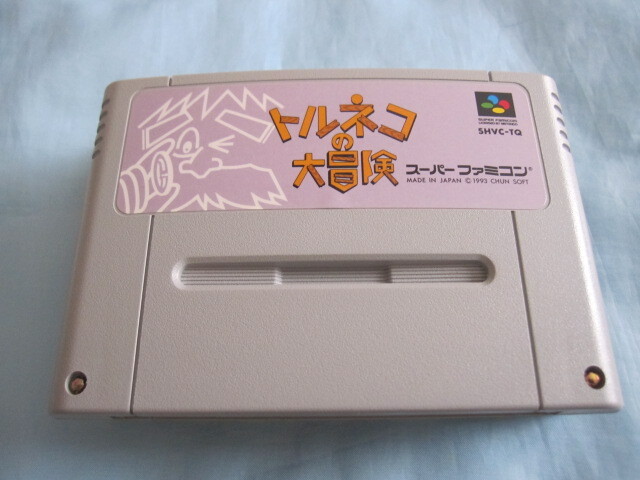 トルネコ
の
大冒険
スーパーファミコン®
MADE IN JAPAN © 1993 CHUN SOFT
SUPER FAMICOM
SHVC-TQ